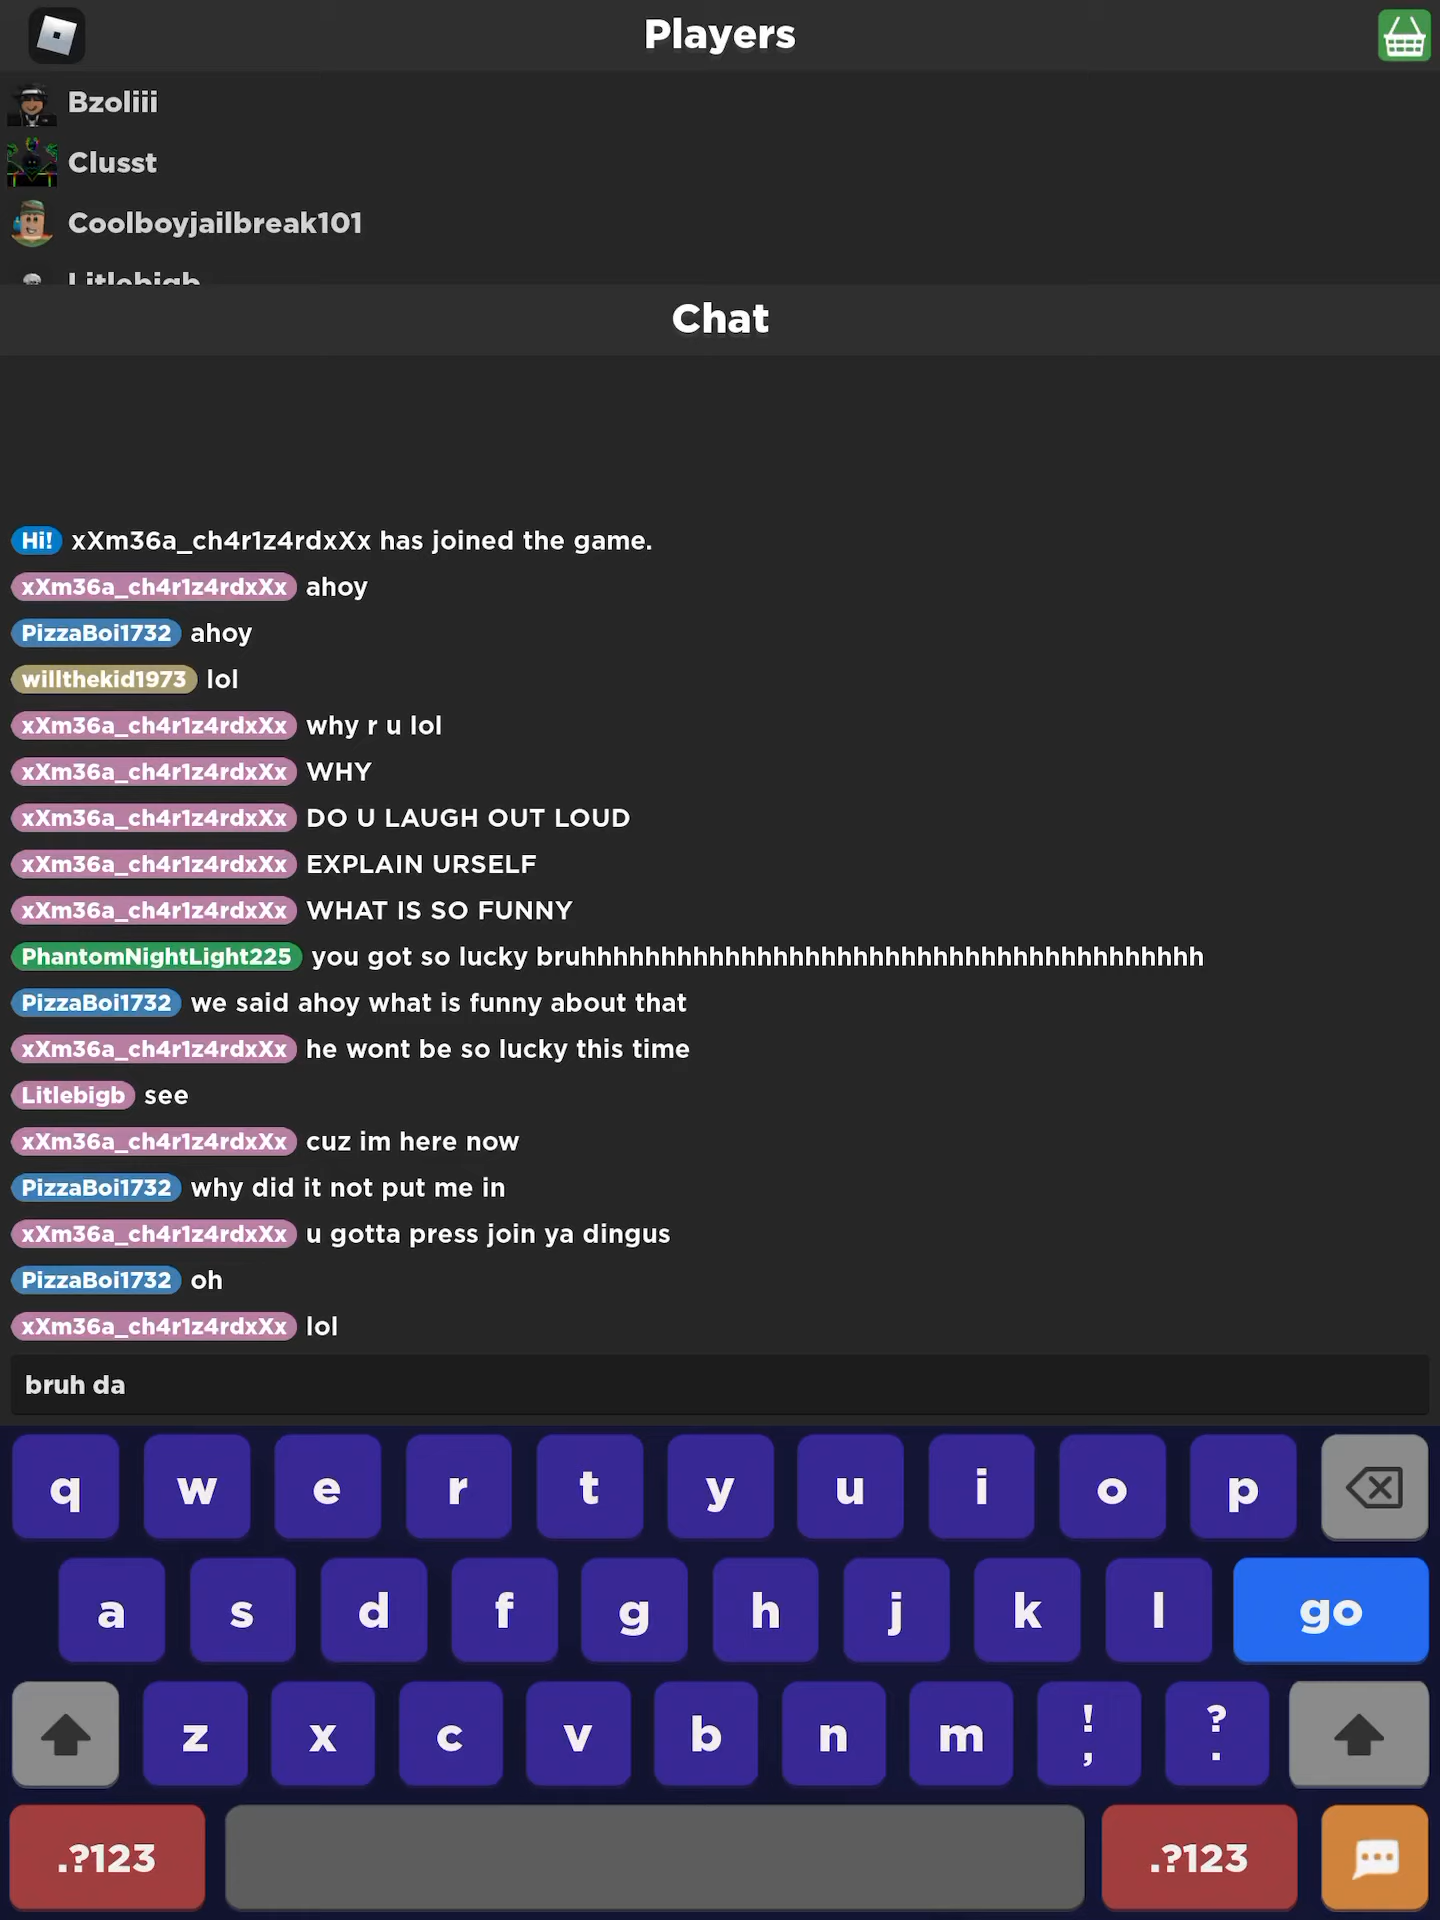 Players
Bzoliii
Clusst
Coolboyjailbreak101
Litlebigb
Chat
Hi! xXm36a_ch4r1z4rdxXx has joined the game.
xXm36a_ch4r1z4rdxXx ahoy
PizzaBoi1732 ahoy
willthekid1973 lol
xXm36a_ch4r1z4rdxXx why r u lol
xXm36a_ch4r1z4rdxXx WHY
xXm36a_ch4r1z4rdxXx DO U LAUGH OUT LOUD
xXm36a_ch4r1z4rdxXx EXPLAIN URSELF
xXm36a_ch4r1z4rdxXx WHAT IS SO FUNNY
PhantomNightLight225 you got so lucky bruhhhhhhhhhhhhhhhhhhhhhhhhhhhhhhhhhhhhhhh
PizzaBoi1732 we said ahoy what is funny about that
xXm36a_ch4r1z4rdxXx he wont be so lucky this time
Litlebigb see
xXm36a_ch4r1z4rdxXx cuz im here now
PizzaBoi1732 why did it not put me in
xXm36a_ch4r1z4rdxXx u gotta press join ya dingus
PizzaBoi1732 oh
xXm36a_ch4r1z4rdxXx lol
bruh da
q w e r t y u i o p
a s d f g h j k l go
z x c v b n m ! , ? .
.?123 .?123